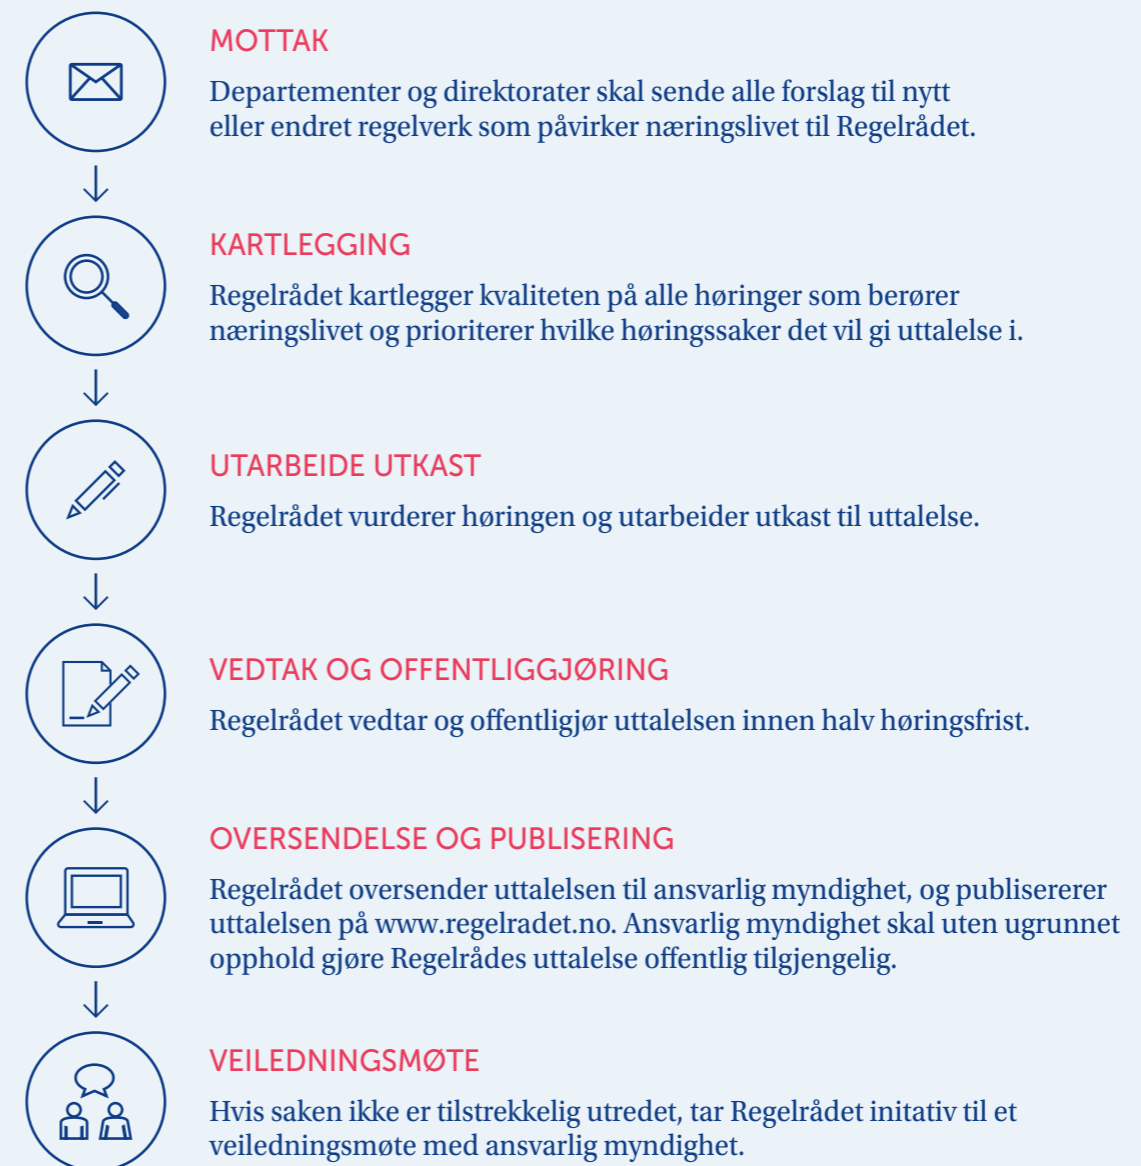 MOTTAK
Departementer og direktorater skal sende alle forslag til nytt
eller endret regelverk som påvirker næringslivet til Regelrådet.
KARTLEGGING
Regelrådet kartlegger kvaliteten på alle høringer som berører
næringslivet og prioriterer hvilke høringssaker det vil gi uttalelse i.
UTARBEIDE UTKAST
Regelrådet vurderer høringen og utarbeider utkast til uttalelse.
VEDTAK OG OFFENTLIGGJØRING
Regelrådet vedtar og offentligjør uttalelsen innen halv høringsfrist.
OVERSENDELSE OG PUBLISERING
Regelrådet oversender uttalelsen til ansvarlig myndighet, og publisererer
uttalelsen på www.regelradet.no. Ansvarlig myndighet skal uten ugrunnet
opphold gjøre Regelrådes uttalelse offentlig tilgjengelig.
VEILEDNINGSMØTE
Hvis saken ikke er tilstrekkelig utredet, tar Regelrådet initativ til et
veiledningsmøte med ansvarlig myndighet.